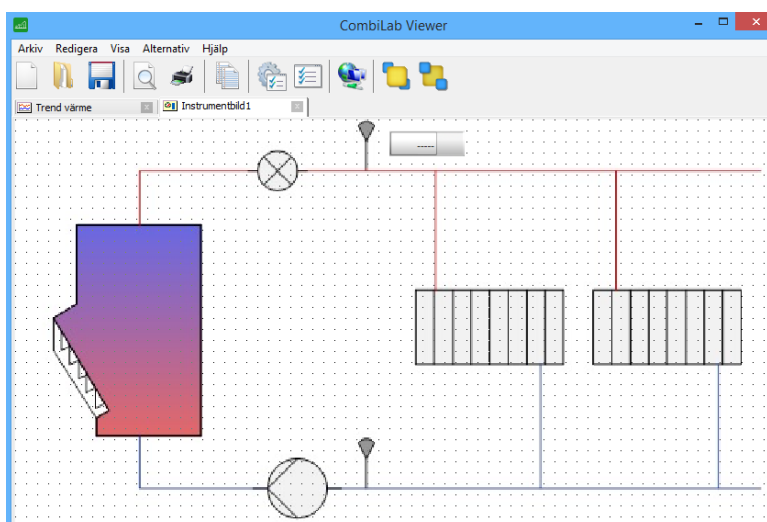 CombiLab Viewer
Arkiv Redigera Visa Alternativ Hjälp
Trend värme Instrumentbild1
-----